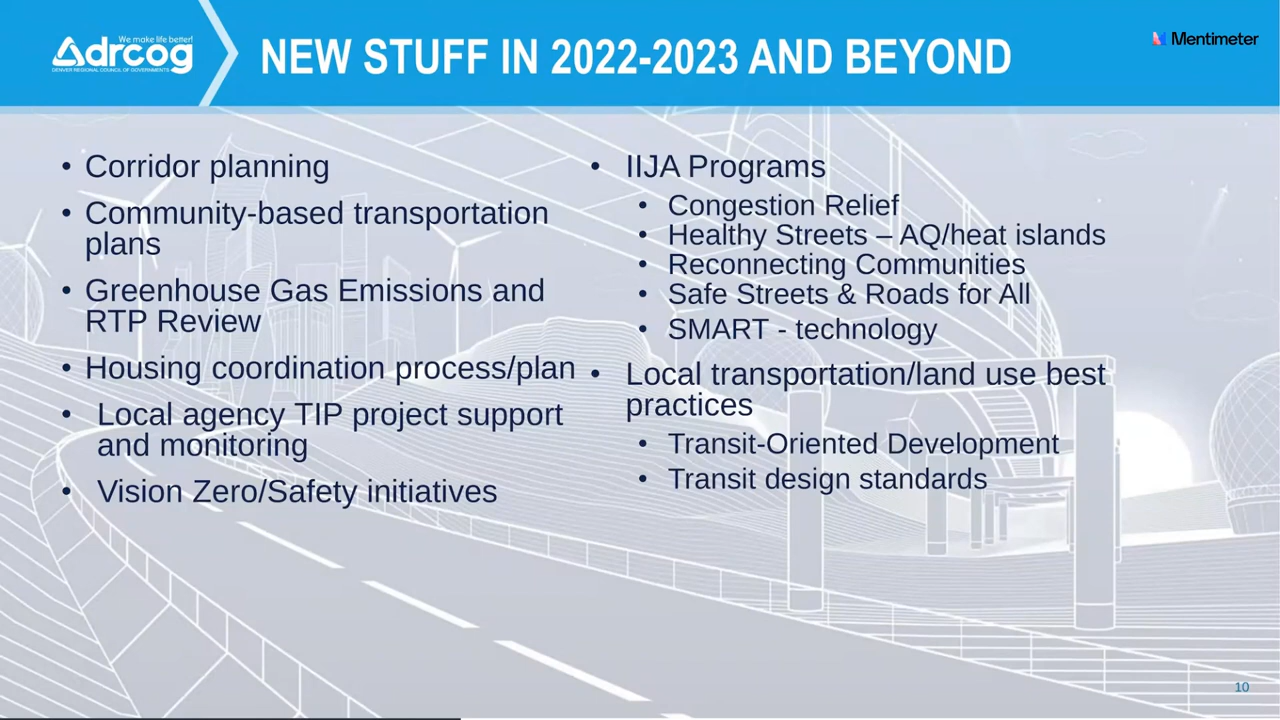 We make life better!
drcog
DENVER REGIONAL COUNCIL OF GOVERNMENTS
NEW STUFF IN 2022-2023 AND BEYOND
Mentimeter
• Corridor planning
• Community-based transportation
plans
• Greenhouse Gas Emissions and
RTP Review
• Housing coordination process/plan
• Local agency TIP project support
and monitoring
• Vision Zero/Safety initiatives
• IIJA Programs
• Congestion Relief
• Healthy Streets – AQ/heat islands
• Reconnecting Communities
• Safe Streets & Roads for All
• SMART - technology
• Local transportation/land use best
practices
• Transit-Oriented Development
• Transit design standards
10